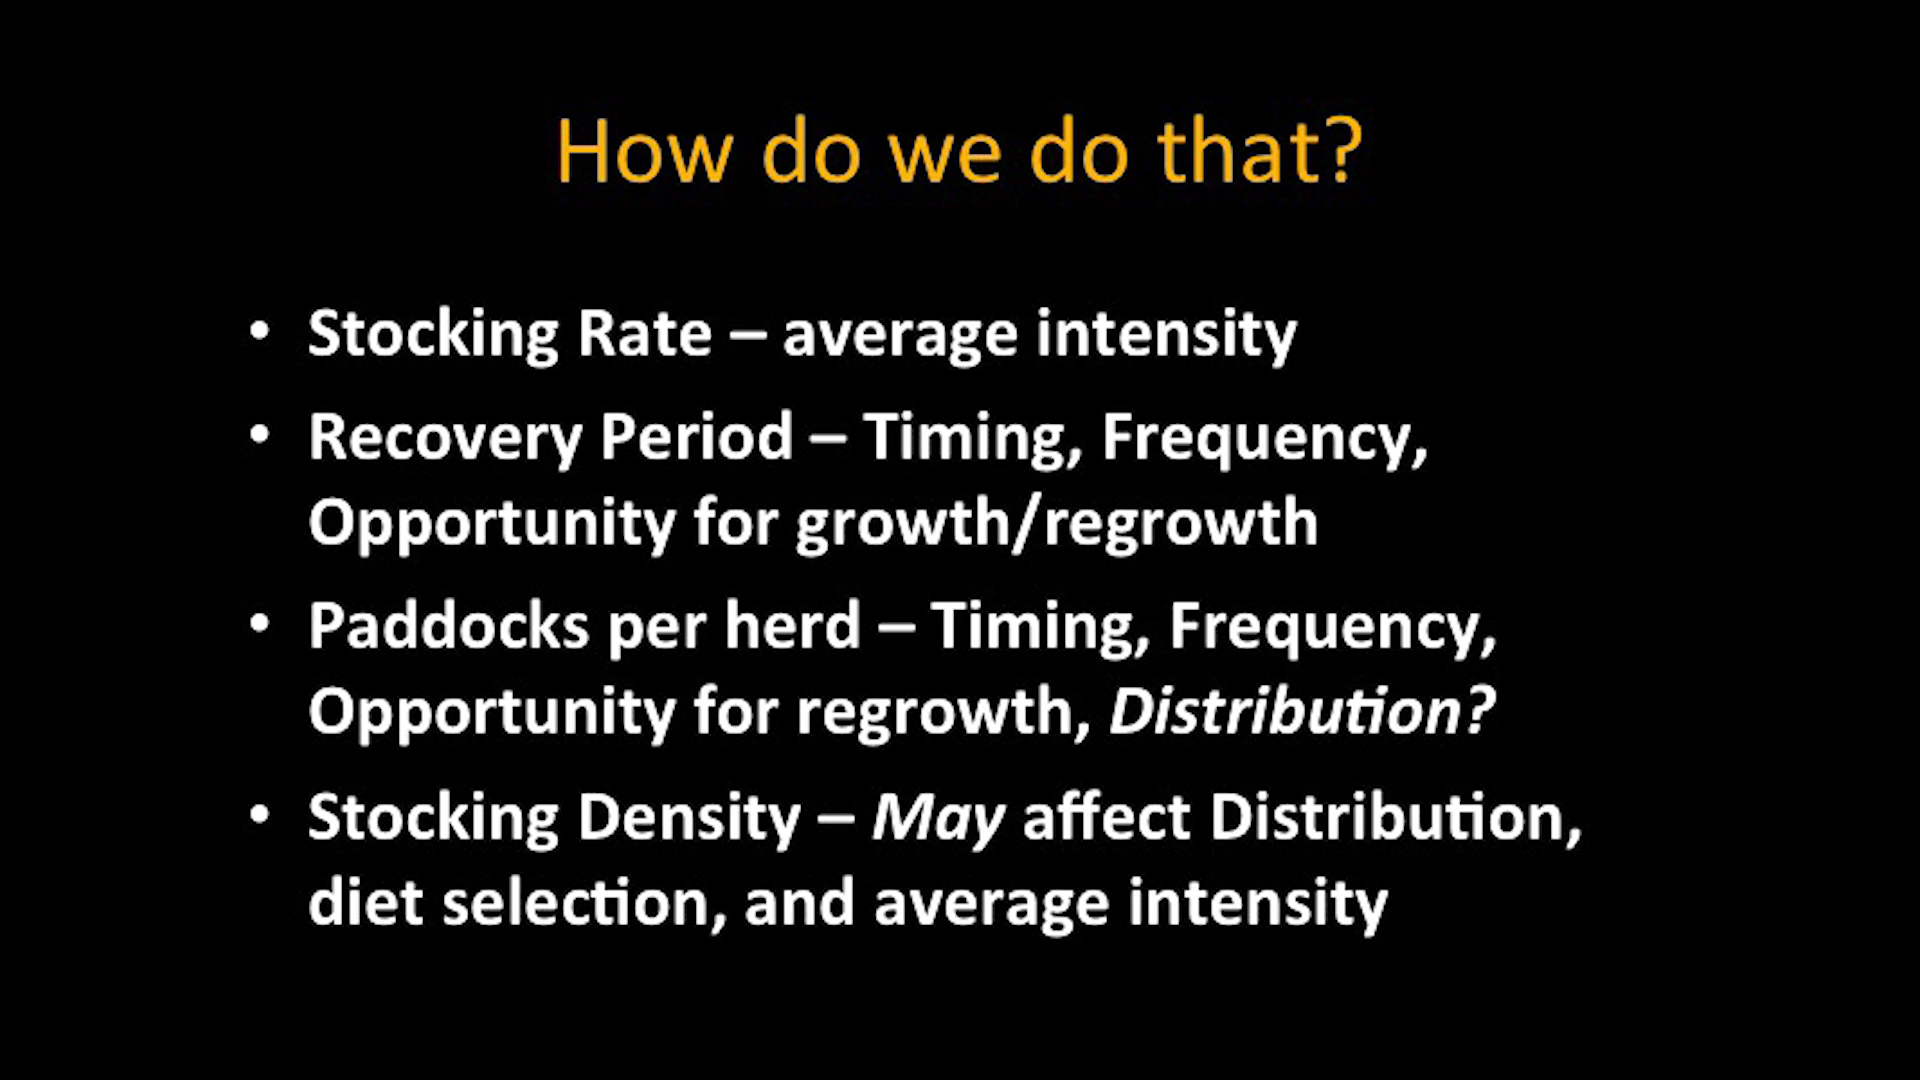 How do we do that?
• Stocking Rate – average intensity
• Recovery Period – Timing, Frequency,
Opportunity for growth/regrowth
• Paddocks per herd – Timing, Frequency,
Opportunity for regrowth, Distribution?
• Stocking Density – May affect Distribution,
diet selection, and average intensity